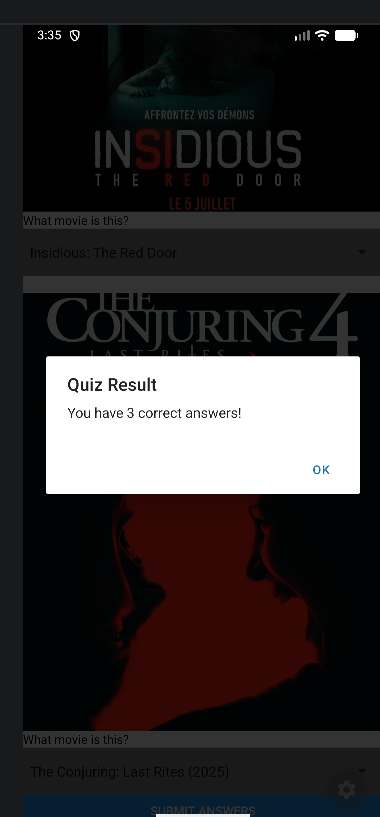 3:35
AFFRONTEZ VOS DÉMONS
INSIDIOUS
THE RED DOOR
LE 5 JUILLET
What movie is this?
Insidious: The Red Door
THE
CONJURING 4
LAST RITES
Quiz Result
You have 3 correct answers!
OK
What movie is this?
The Conjuring: Last Rites (2025)
SUBMIT ANSWERS